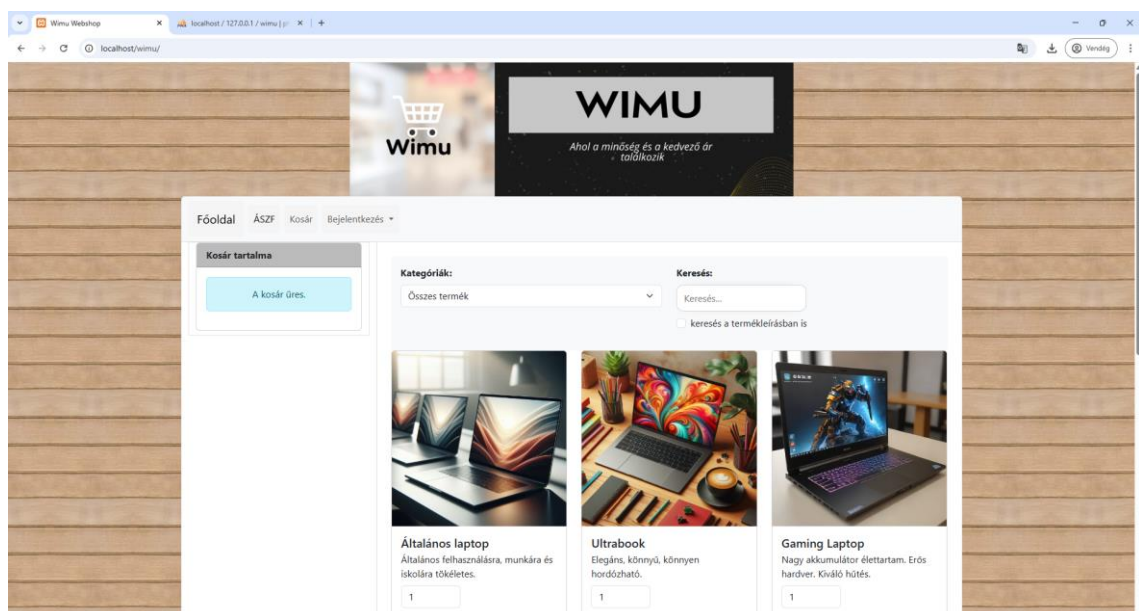 Wimu Webshop
localhost / 127.0.0.1 / wimu | p
localhost/wimu/
Vendég
Wimu
WIMU
Ahol a minőség és a kedvező ár
találkozik
Főoldal ÁSZF Kosár Bejelentkezés
Kosár tartalma
A kosár üres.
Kategóriák:
Összes termék
Keresés:
Keresés...
keresés a termékleírásban is
Általános laptop
Általános felhasználásra, munkára és
iskolára tökéletes.
1
Ultrabook
Elegáns, könnyű, könnyen
hordozható.
1
Gaming Laptop
Nagy akkumulátor élettartam. Erős
hardver. Kiváló hűtés.
1